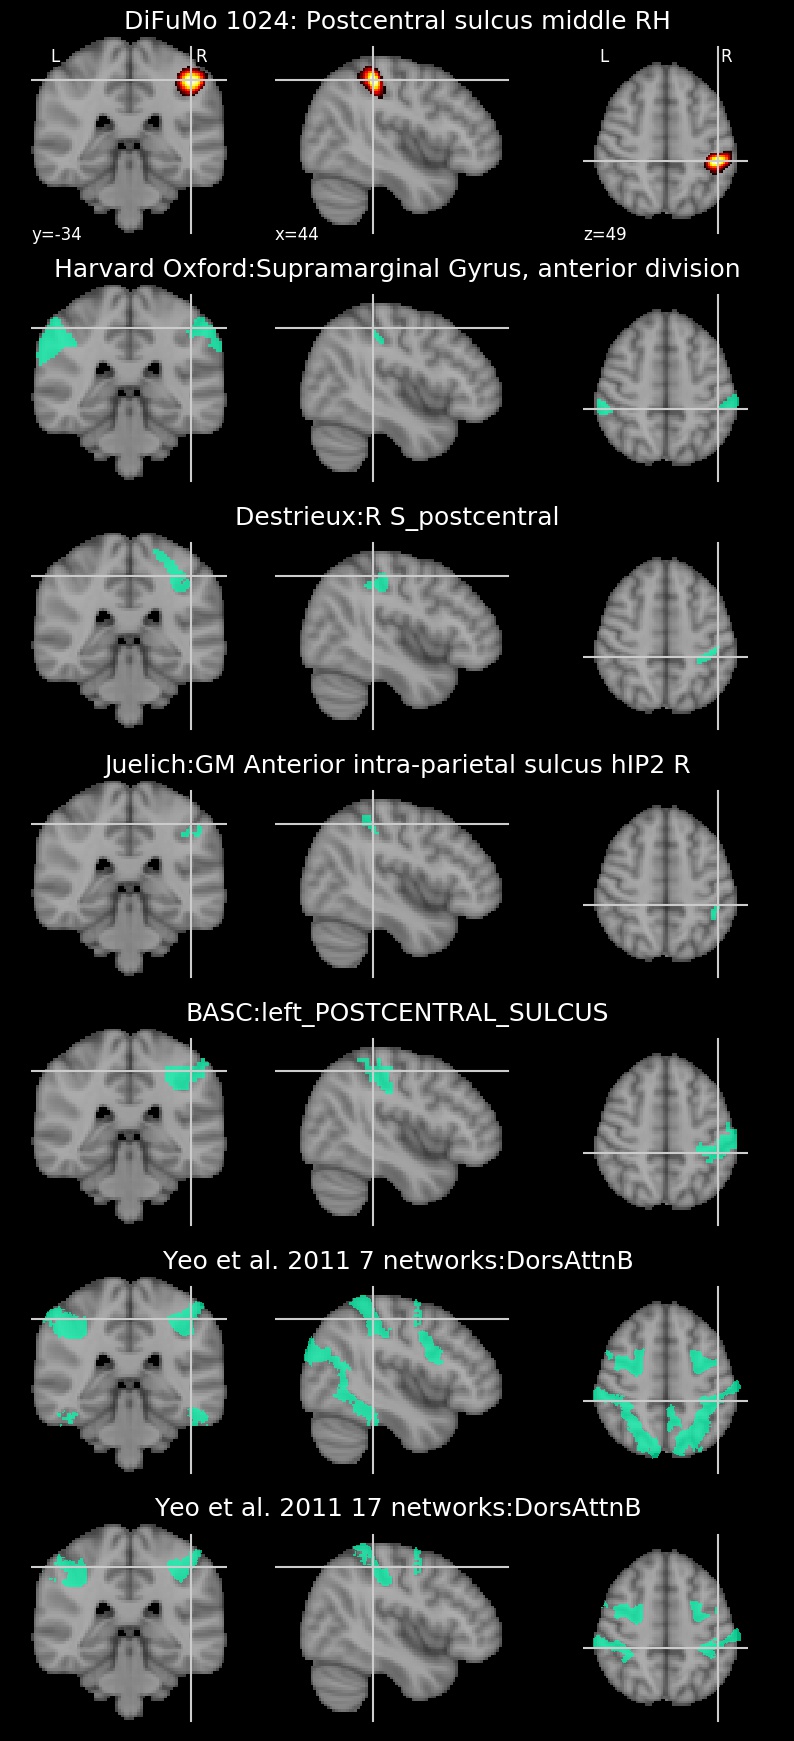 DiFuMo 1024: Postcentral sulcus middle RH
L R L R
y=-34 x=44 z=49
Harvard Oxford:Supramarginal Gyrus, anterior division
Destrieux:R S_postcentral
Juelich:GM Anterior intra-parietal sulcus hIP2 R
BASC:left_POSTCENTRAL_SULCUS
Yeo et al. 2011 7 networks:DorsAttnB
Yeo et al. 2011 17 networks:DorsAttnB